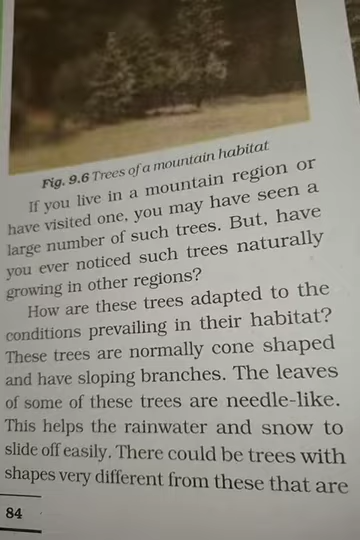 Fig. 9.6 Trees of a mountain habitat
If you live in a mountain region or
have visited one, you may have seen a
large number of such trees. But, have
you ever noticed such trees naturally
growing in other regions?
How are these trees adapted to the
conditions prevailing in their habitat?
These trees are normally cone shaped
and have sloping branches. The leaves
of some of these trees are needle-like.
This helps the rainwater and snow to
slide off easily. There could be trees with
shapes very different from these that are
84